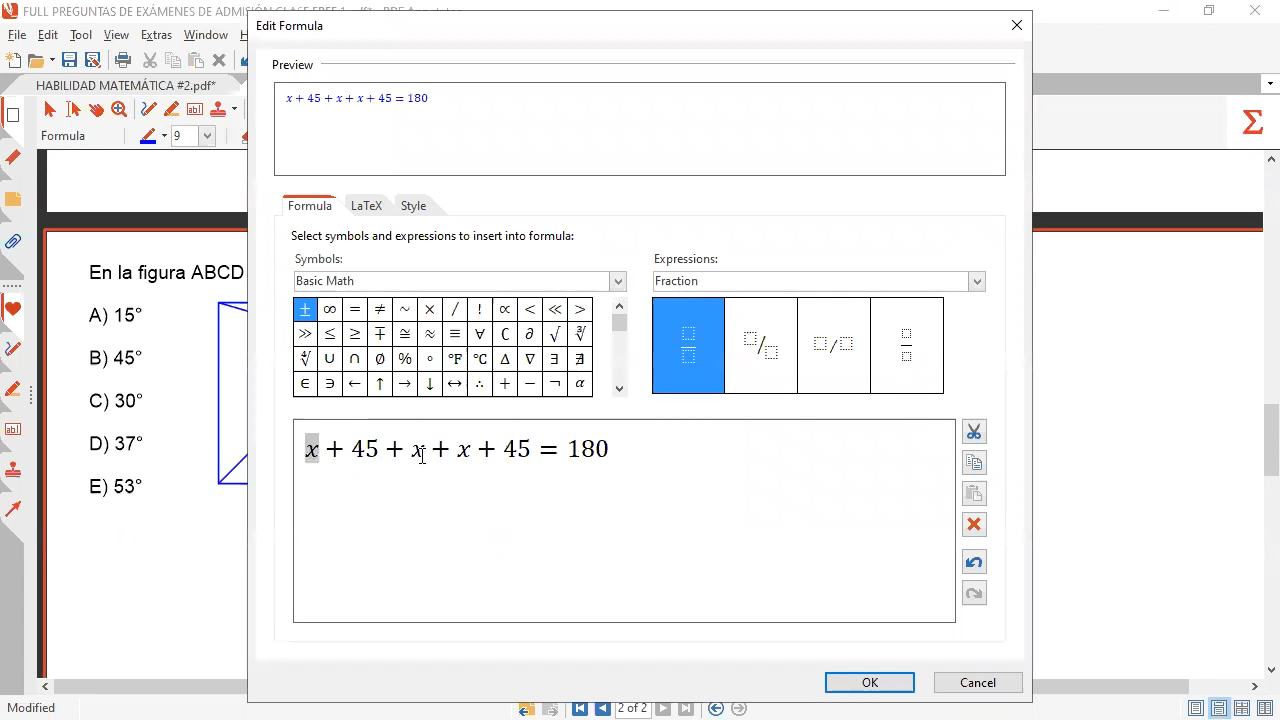 FULL PREGUNTAS DE EXÁMENES DE ADMISIÓN CLASE FREE 1
File Edit Tool View Extras Window H
HABILIDAD MATEMÁTICA #2.pdf*
Formula 9
En la figura ABCD
A) 15°
B) 45°
C) 30°
D) 37°
E) 53°
Edit Formula
Preview
x + 45 + x + x + 45 = 180
Formula LaTeX Style
Select symbols and expressions to insert into formula:
Symbols: Expressions:
Basic Math Fraction
± ∞ = ≠ ~ × / ! ∝ < ≪ >
≫ ≤ ≥ ∓ ≅ ≈ ≡ ∀ ∁ ∂ √ ∛
∜ ∪ ∩ ∅ % ° °F °C ∆ ∇ ∃ ∄
∈ ∋ ← ↑ → ↓ ↔ ∴ + − ¬ α
x + 45 + x + x + 45 = 180
OK Cancel
Modified 2 of 2